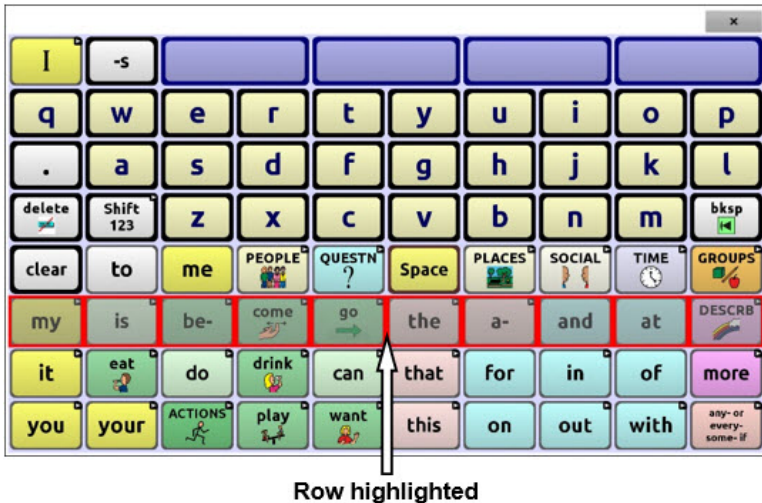 ×
I -s
q w e r t y u i o p
. a s d f g h j k l
delete Shift 123 z x c v b n m bksp
clear to me PEOPLE QUESTN ? Space PLACES SOCIAL TIME GROUPS
my is be- come go the a- and at DESCRB
it eat do drink can that for in of more
you your ACTIONS play want this on out with any- or every- some- if
Row highlighted